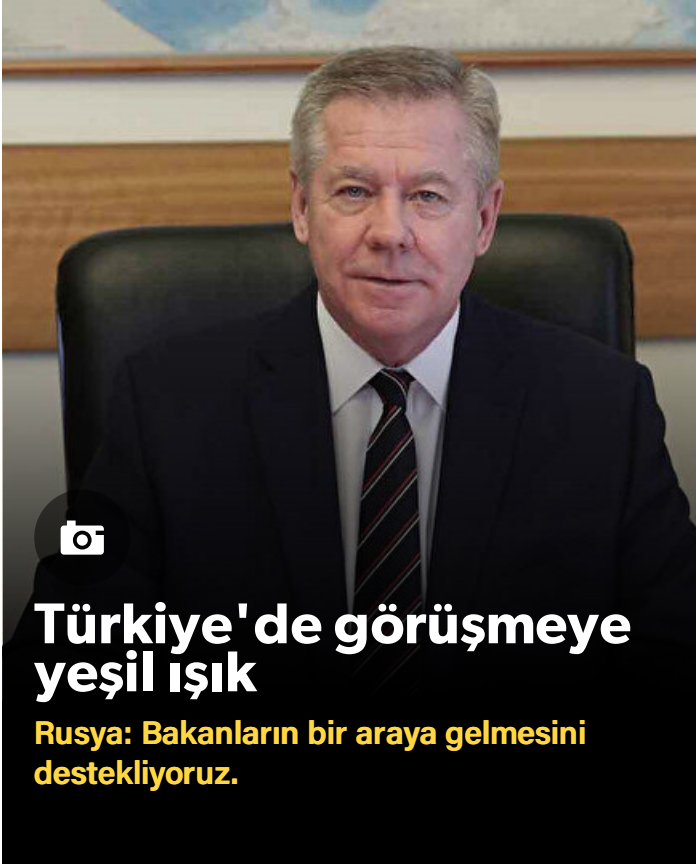 Türkiye'de görüşmeye
yeşil ışık
Rusya: Bakanların bir araya gelmesini
destekliyoruz.